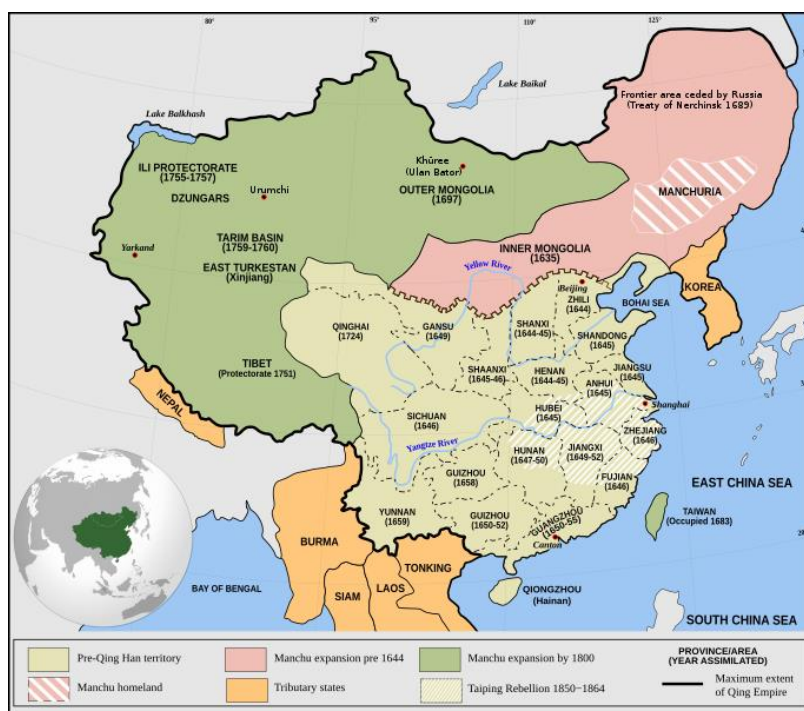 80°
95°
110°
125°
Lake Baikal
Frontier area ceded by Russia
(Treaty of Nerchinsk 1689)
Lake Balkhash
ILI PROTECTORATE
(1755-1757)
DZUNGARS
Urumchi
Khüree
(Ulan Bator)
OUTER MONGOLIA
(1697)
MANCHURIA
Yarkand
TARIM BASIN
(1759-1760)
EAST TURKESTAN
(Xinjiang)
INNER MONGOLIA
(1635)
Yellow River
Beijing
ZHILI
(1644)
BOHAI SEA
KOREA
QINGHAI
(1724)
GANSU
(1649)
SHANXI
(1644-45)
SHANDONG
(1645)
TIBET
(Protectorate 1751)
SHAANXI
(1645-46)
HENAN
(1644-45)
JIANGSU
(1645)
ANHUI
(1645)
NEPAL
SICHUAN
(1646)
HUBEI
(1645)
Shanghai
Yangtze River
ZHEJIANG
(1646)
HUNAN
(1647-50)
JIANGXI
(1649-52)
GUIZHOU
(1658)
FUJIAN
(1646)
EAST CHINA SEA
YUNNAN
(1659)
GUIZHOU
(1650-52)
GUANGZHOU
(1650-55)
Canton
TAIWAN
(Occupied 1683)
BURMA
TONKING
LAOS
SIAM
BAY OF BENGAL
QIONGZHOU
(Hainan)
SOUTH CHINA SEA
Pre-Qing Han territory
Manchu expansion pre 1644
Manchu expansion by 1800
PROVINCE/AREA
(YEAR ASSIMILATED)
Manchu homeland
Tributary states
Taiping Rebellion 1850−1864
Maximum extent
of Qing Empire